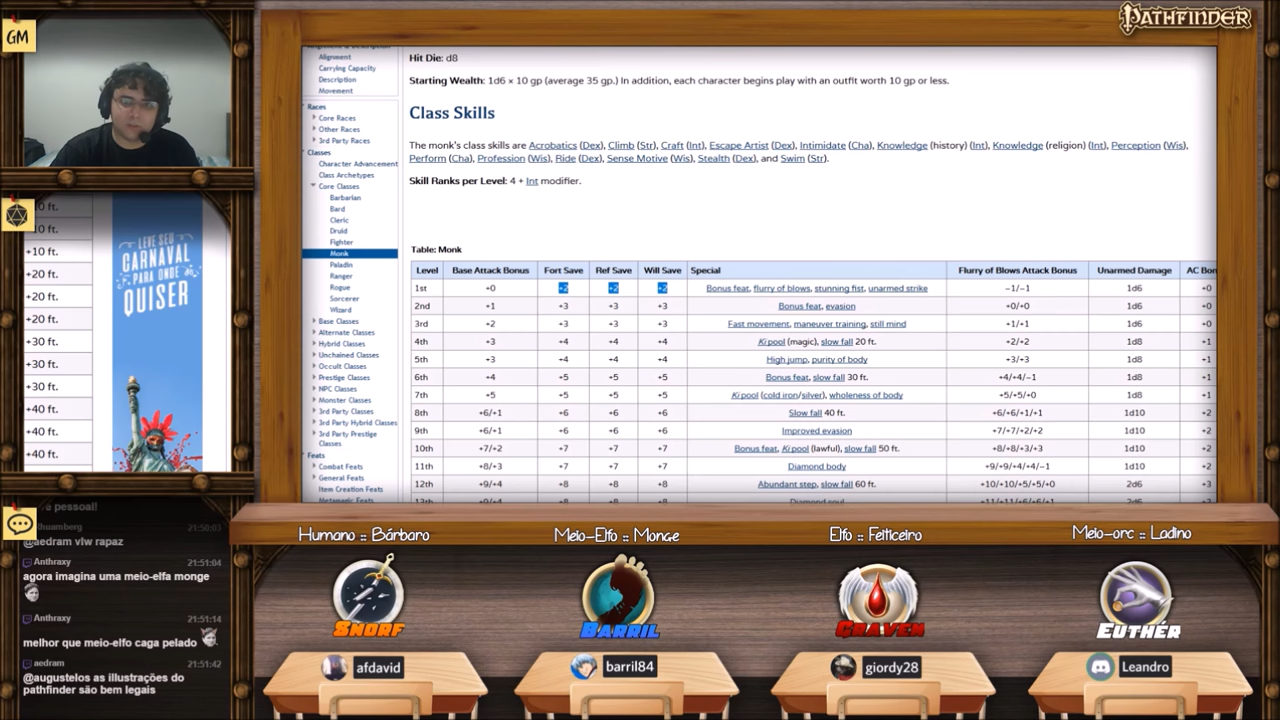 GM
PATHFINDER
Alignment
Carrying Capacity
Description
Movement
Races
Core Races
Other Races
3rd Party Races
Classes
Character Advancement
Class Archetypes
Core Classes
Barbarian
Bard
Cleric
Druid
Fighter
Monk
Paladin
Ranger
Rogue
Sorcerer
Wizard
Base Classes
Alternate Classes
Hybrid Classes
Unchained Classes
Occult Classes
Prestige Classes
NPC Classes
Monster Classes
3rd Party Classes
3rd Party Hybrid Classes
3rd Party Prestige
Classes
Feats
Combat Feats
General Feats
Item Creation Feats
Metamagic Feats
Hit Die: d8
Starting Wealth: 1d6 × 10 gp (average 35 gp.) In addition, each character begins play with an outfit worth 10 gp or less.
Class Skills
The monk's class skills are Acrobatics (Dex), Climb (Str), Craft (Int), Escape Artist (Dex), Intimidate (Cha), Knowledge (history) (Int), Knowledge (religion) (Int), Perception (Wis),
Perform (Cha), Profession (Wis), Ride (Dex), Sense Motive (Wis), Stealth (Dex), and Swim (Str).
Skill Ranks per Level: 4 + Int modifier.
Table: Monk
Level Base Attack Bonus Fort Save Ref Save Will Save Special Flurry of Blows Attack Bonus Unarmed Damage AC Bon
1st +0 +2 +2 +2 Bonus feat, flurry of blows, stunning fist, unarmed strike −1/−1 1d6 +0
2nd +1 +3 +3 +3 Bonus feat, evasion +0/+0 1d6 +0
3rd +2 +3 +3 +3 Fast movement, maneuver training, still mind +1/+1 1d6 +0
4th +3 +4 +4 +4 Ki pool (magic), slow fall 20 ft. +2/+2 1d8 +1
5th +3 +4 +4 +4 High jump, purity of body +3/+3 1d8 +1
6th +4 +5 +5 +5 Bonus feat, slow fall 30 ft. +4/+4/−1 1d8 +1
7th +5 +5 +5 +5 Ki pool (cold iron/silver), wholeness of body +5/+5/+0 1d8 +1
8th +6/+1 +6 +6 +6 Slow fall 40 ft. +6/+6/+1/+1 1d10 +2
9th +6/+1 +6 +6 +6 Improved evasion +7/+7/+2/+2 1d10 +2
10th +7/+2 +7 +7 +7 Bonus feat, Ki pool (lawful), slow fall 50 ft. +8/+8/+3/+3 1d10 +2
11th +8/+3 +7 +7 +7 Diamond body +9/+9/+4/+4/−1 1d10 +2
12th +9/+4 +8 +8 +8 Abundant step, slow fall 60 ft. +10/+10/+5/+5/+0 2d6 +3
Diamond soul
0 ft.
0 ft.
+10 ft.
+20 ft.
+20 ft.
+20 ft.
+30 ft.
+30 ft.
+30 ft.
+40 ft.
+40 ft.
+40 ft.
LEVE SEU
CARNAVAL
PARA ONDE
QUISER
pessoal!
huamberg 21:50:03
@aedram vlw rapaz
Anthraxy 21:51:04
agora imagina uma meio-elfa monge
Anthraxy 21:51:14
melhor que meio-elfo caga pelado
aedram 21:51:42
@augustelos as illustrações do
pathfinder são bem legais
Humano :: Bárbaro
SNORF
afdavid
Meio-Elfo :: Monge
BARRIL
barril84
Elfo :: Feiticeiro
CRAVEN
giordy28
Meio-orc :: Ladino
EUTHÉR
Leandro